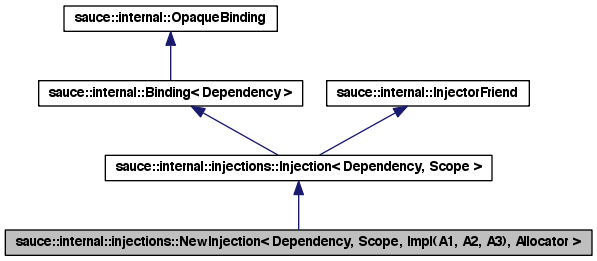 sauce::internal::OpaqueBinding
sauce::internal::Binding< Dependency >
sauce::internal::InjectorFriend
sauce::internal::injections::Injection< Dependency, Scope >
sauce::internal::injections::NewInjection< Dependency, Scope, Impl( A1, A2, A3), Allocator >